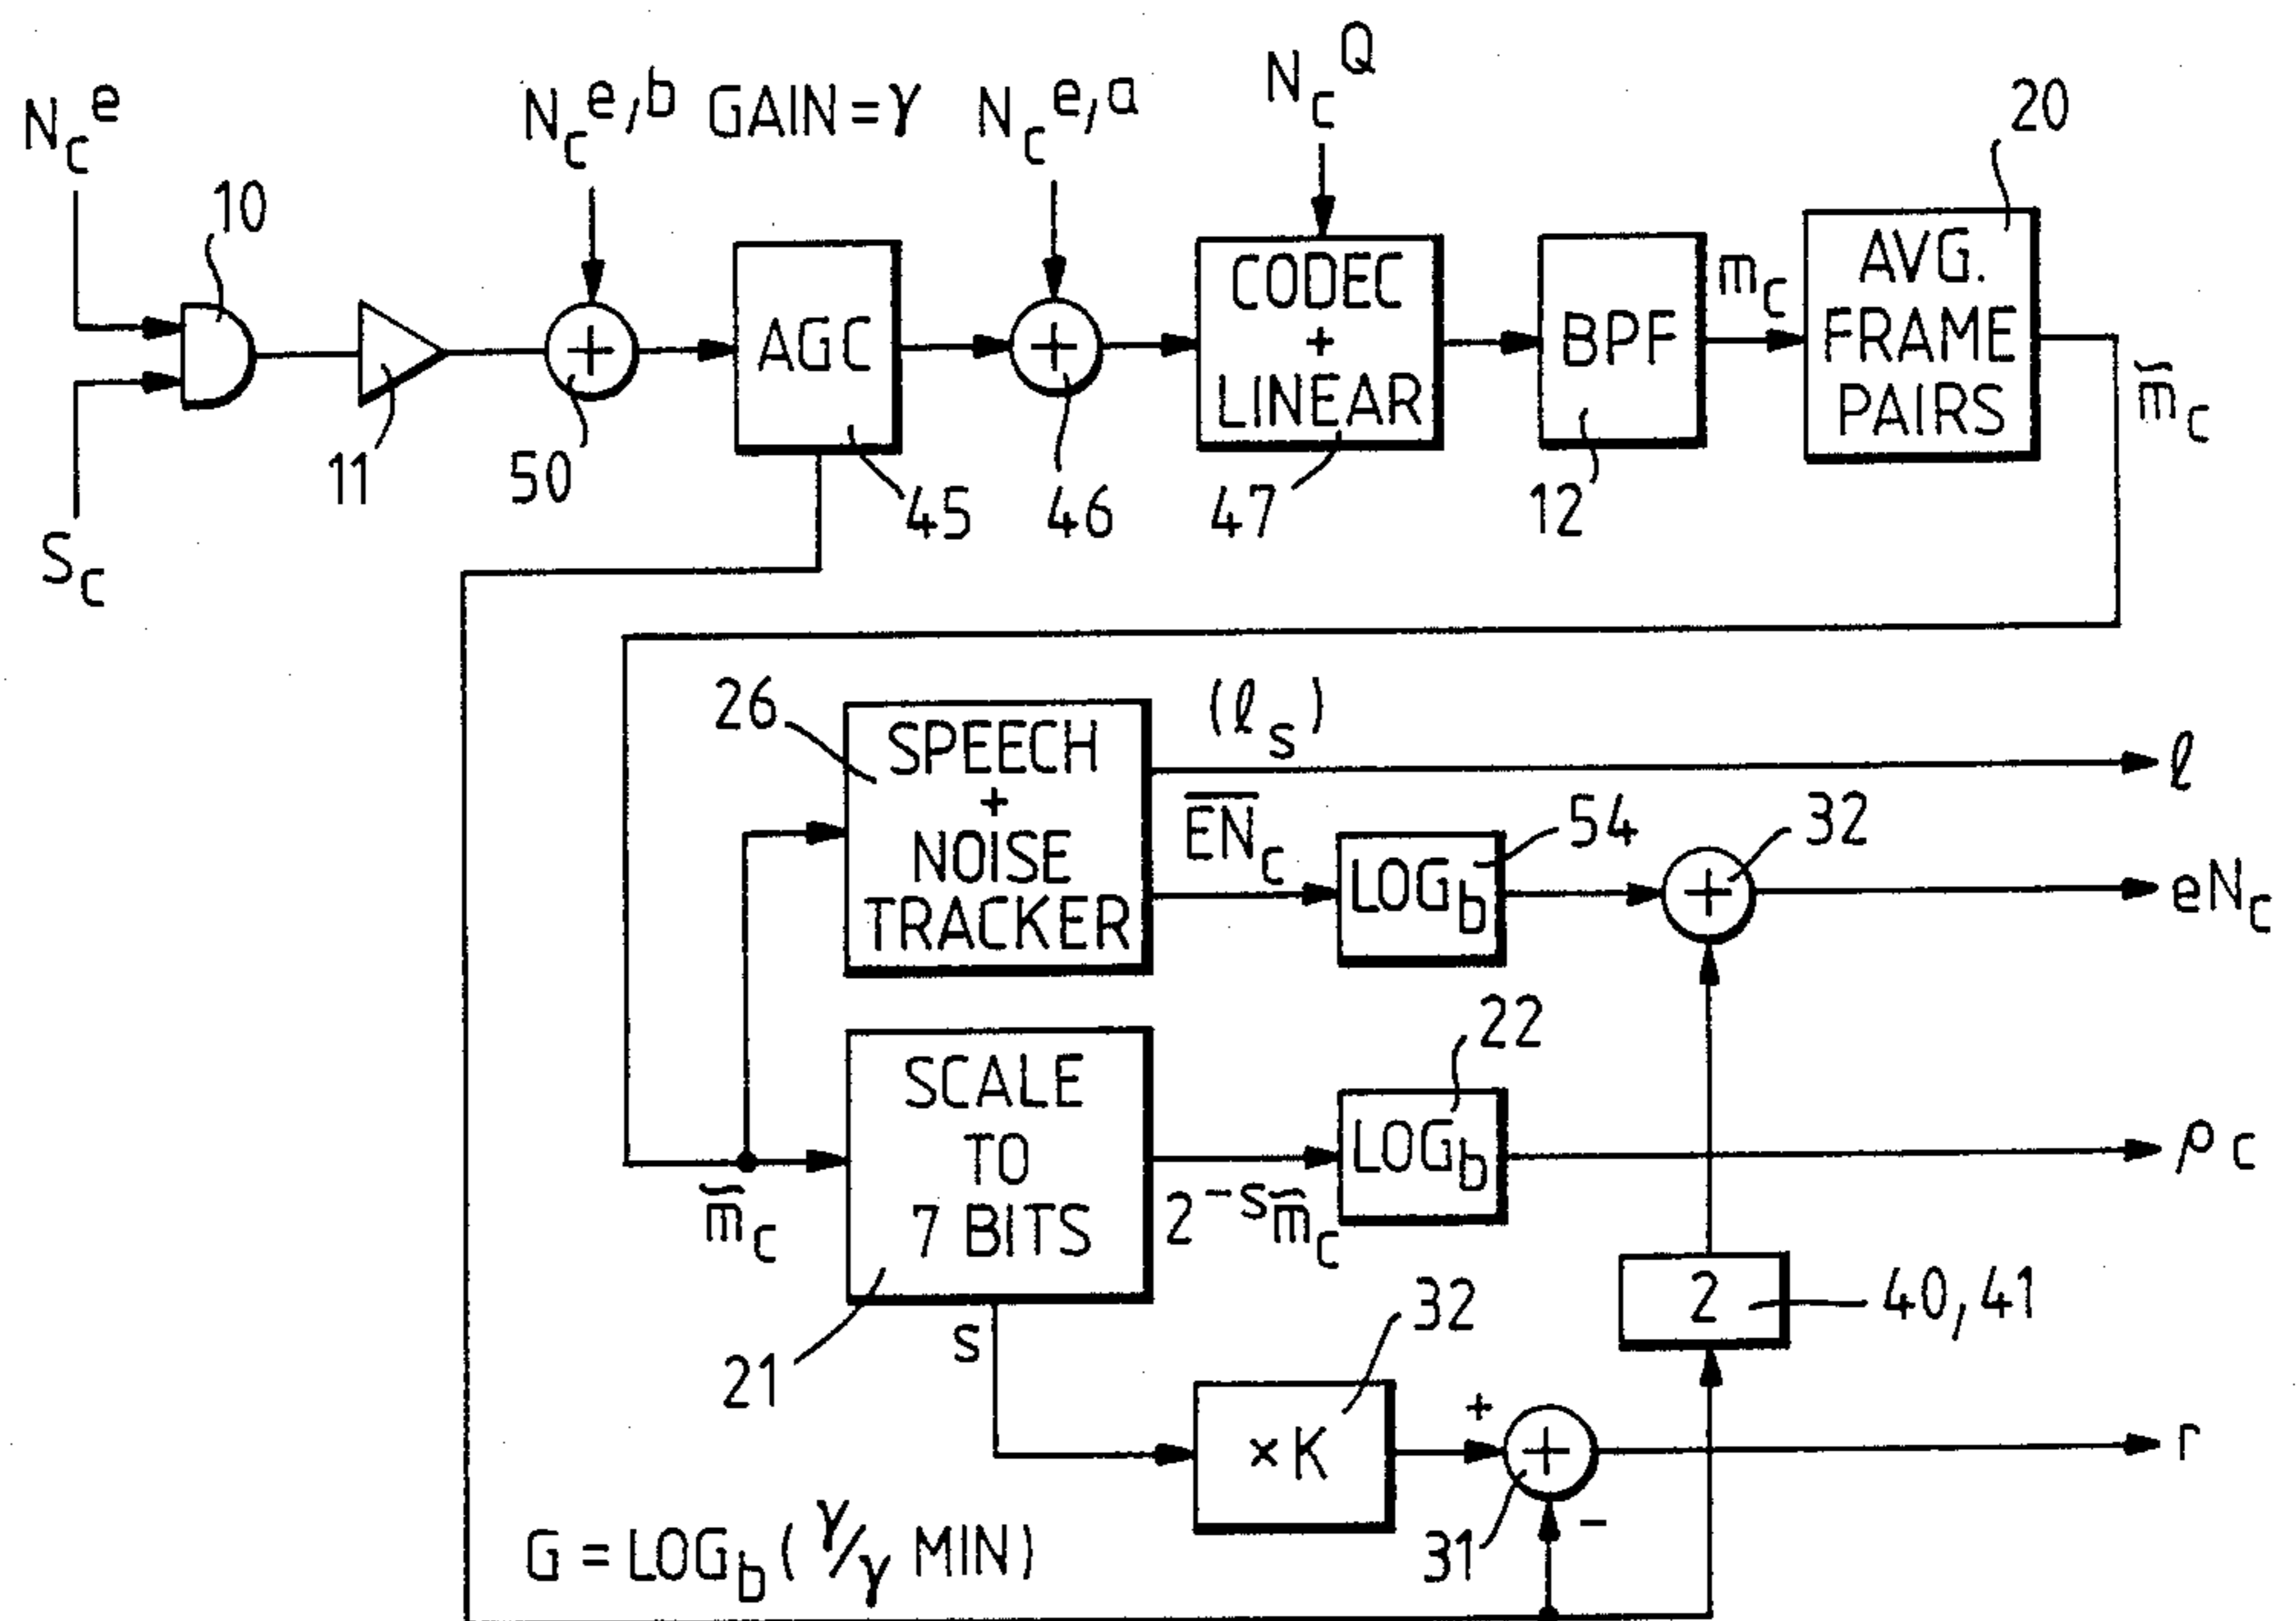 N_c^e
10
11
S_c
N_c^e,b
GAIN = γ
N_c^e,a
N_c^Q
20
50
+
AGC
45
+
46
CODEC
+
LINEAR
47
BPF
12
m_c
AVG.
FRAME
PAIRS
m̃_c
26
SPEECH
+
NOISE
TRACKER
(ℓ_s)
ℓ
E̅N̅_c
LOG_b
54
+
32
eN_c
m̃_c
SCALE
TO
7 BITS
21
2^-s m̃_c
LOG_b
22
ρ_c
2
40,41
s
×K
32
+
+
-
31
r
G = LOG_b (γ/γ MIN)